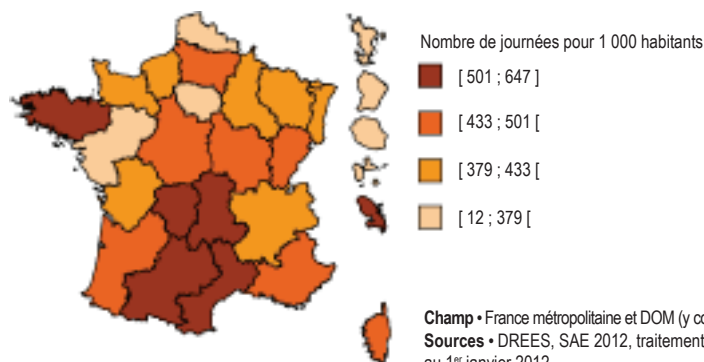 Nombre de journées pour 1 000 habitants
[ 501 ; 647 ]
[ 433 ; 501 [
[ 379 ; 433 [
[ 12 ; 379 [
Champ • France métropolitaine et DOM (y
Sources • DREES, SAE 2012, traitement
au 1er janvier 2012